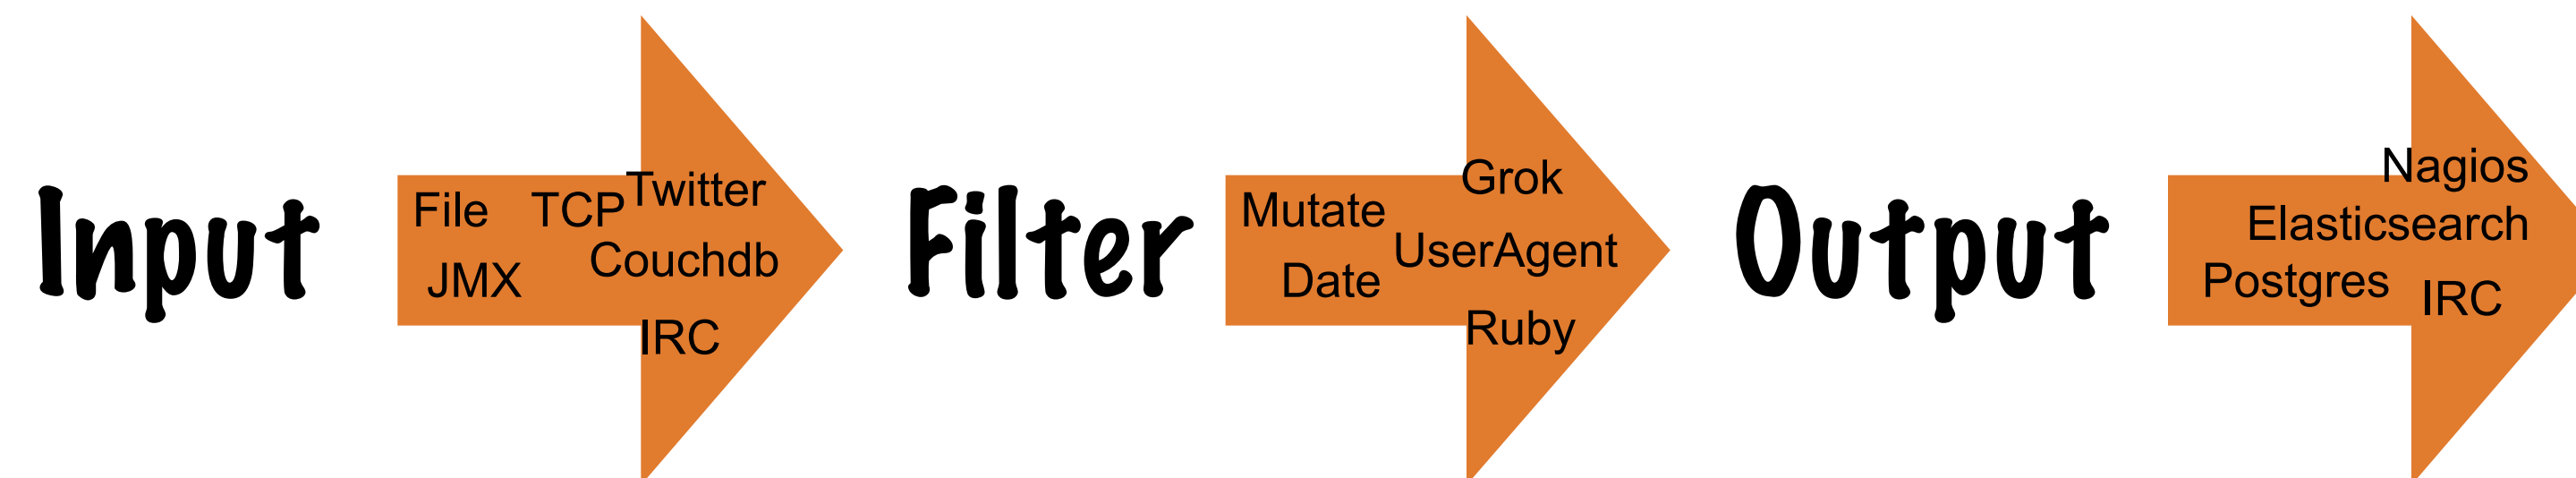 Input
File
TCP
Twitter
Couchdb
JMX
IRC
Filter
Mutate
Grok
UserAgent
Date
Ruby
Output
Nagios
Elasticsearch
Postgres
IRC